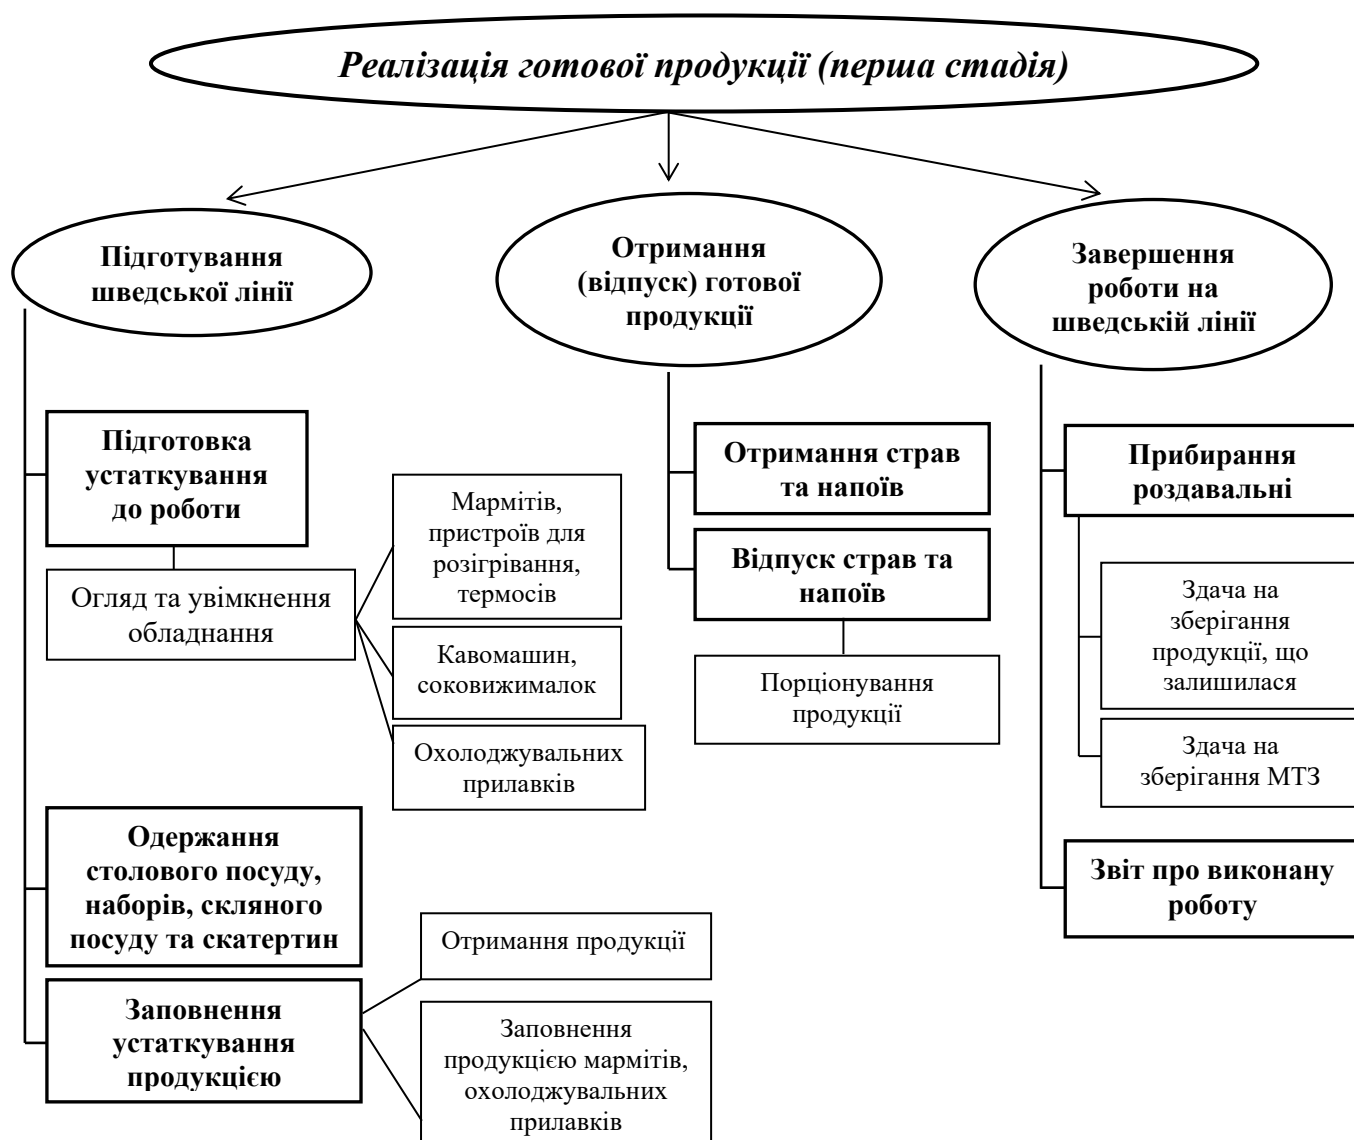 Реалізація готової продукції (перша стадія)
Підготування
шведської лінії
Отримання
(відпуск) готової
продукції
Завершення
роботи на
шведській лінії
Підготовка
устаткування
до роботи
Огляд та увімкнення
обладнання
Мармітів,
пристроїв для
розігрівання,
термосів
Кавомашин,
соковижималок
Охолоджувальних
прилавків
Одержання
столового посуду,
наборів, скляного
посуду та скатертин
Заповнення
устаткування
продукцією
Отримання продукції
Заповнення
продукцією мармітів,
охолоджувальних
прилавків
Отримання страв
та напоїв
Відпуск страв та
напоїв
Порціонування
продукції
Прибирання
роздавальні
Здача на
зберігання
продукції, що
залишилася
Здача на
зберігання МТЗ
Звіт про виконану
роботу